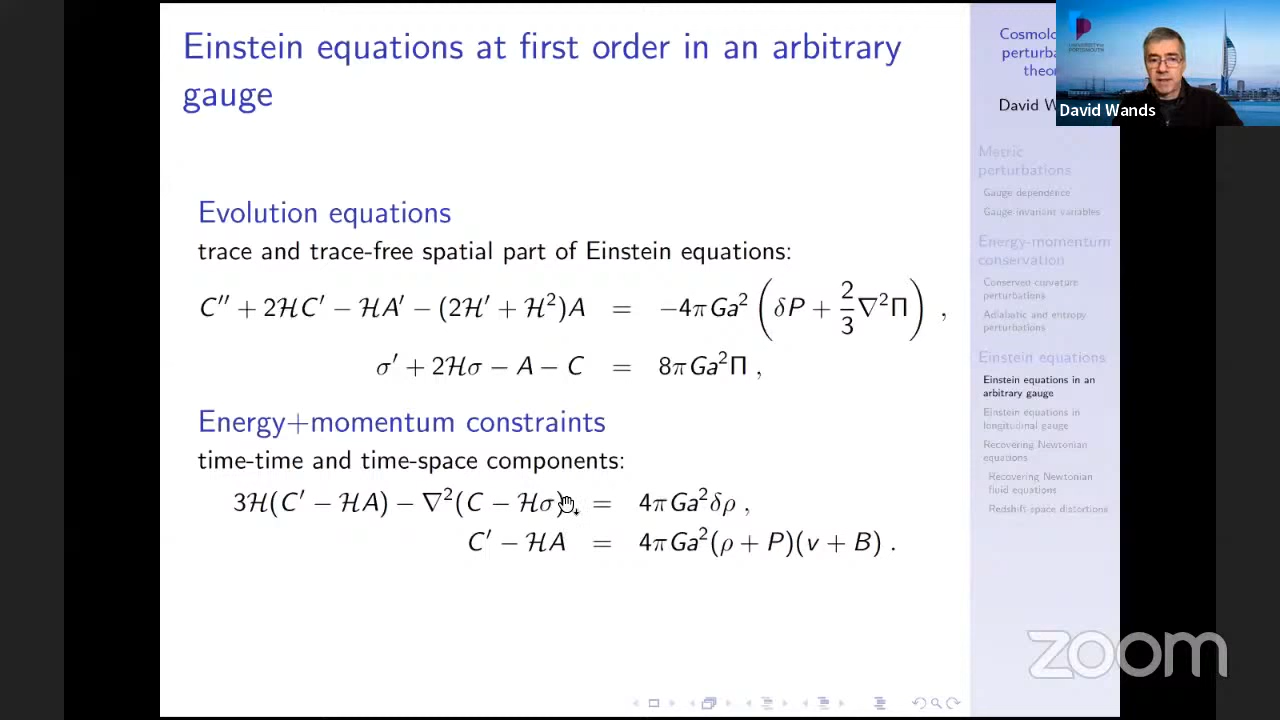 Einstein equations at first order in an arbitrary
gauge
Evolution equations
trace and trace-free spatial part of Einstein equations:
C′′ + 2ℋC′ − ℋA′ − (2ℋ′ + ℋ²)A = −4πGa² (δP + 2/3 ∇²Π) ,
σ′ + 2ℋσ − A − C = 8πGa²Π ,
Energy+momentum constraints
time-time and time-space components:
3ℋ(C′ − ℋA) − ∇²(C − ℋσ) = 4πGa²δρ ,
C′ − ℋA = 4πGa²(ρ + P)(v + B) .
David Wands
Metric
perturbations
Gauge dependence
Gauge invariant variables
Energy-momentum
conservation
Conserved curvature
perturbations
Adiabatic and entropy
perturbations
Einstein equations
Einstein equations in an
arbitrary gauge
Einstein equations in
longitudinal gauge
Recovering Newtonian
equations
Recovering Newtonian
fluid equations
Redshift-space distortions
David Wands
zoom